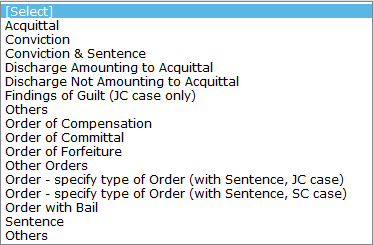 [Select]
Acquittal
Conviction
Conviction & Sentence
Discharge Amounting to Acquittal
Discharge Not Amounting to Acquittal
Findings of Guilt (JC case only)
Others
Order of Compensation
Order of Committal
Order of Forfeiture
Other Orders
Order - specify type of Order (with Sentence, JC case)
Order - specify type of Order (with Sentence, SC case)
Order with Bail
Sentence
Others